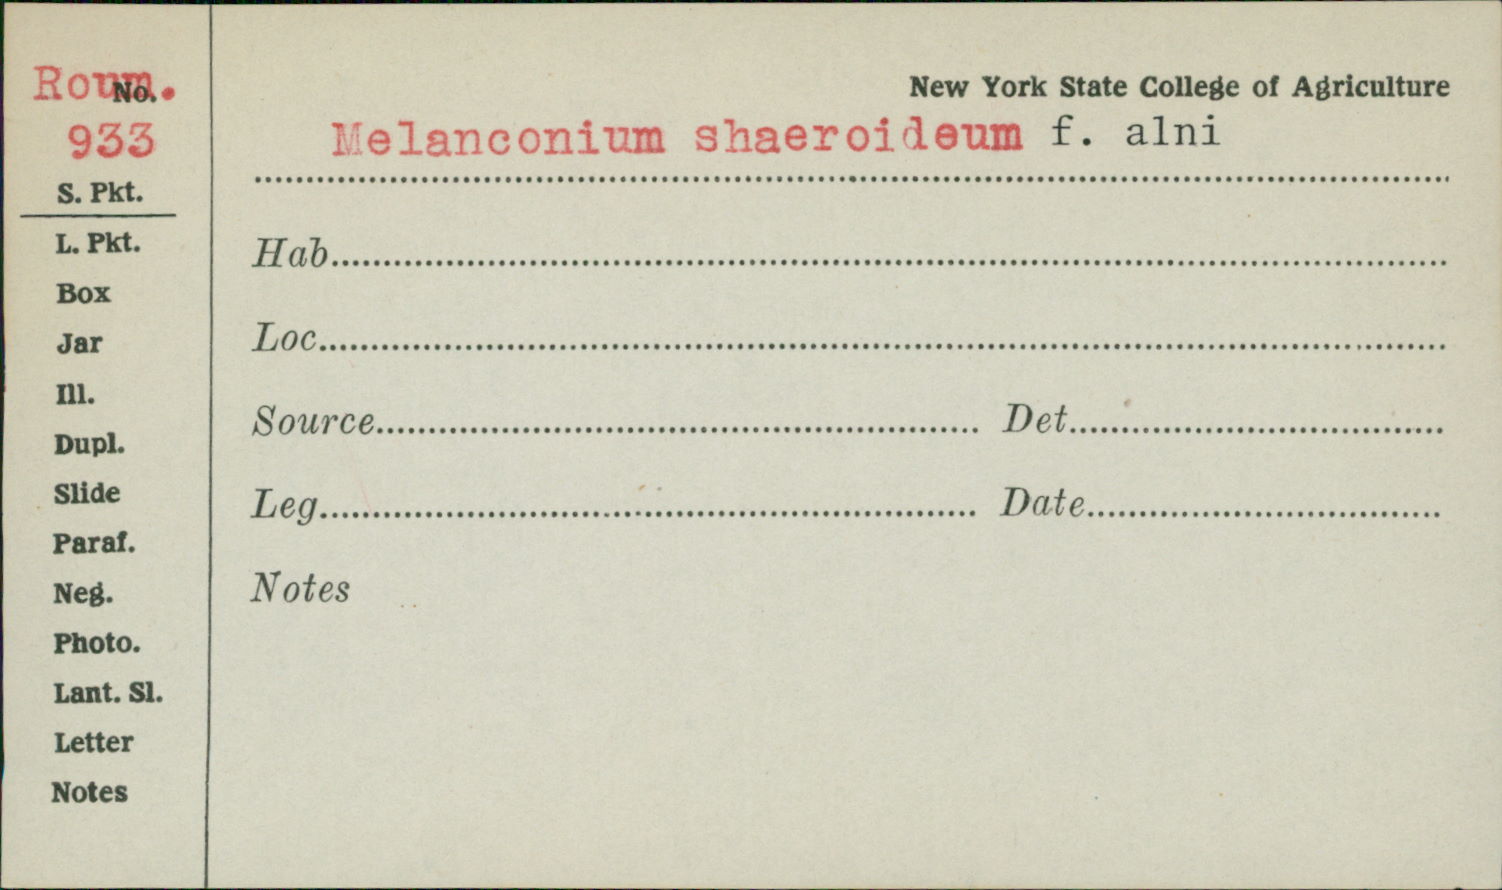 Roum.
No.
933
S. Pkt.
L. Pkt.
Box
Jar
Ill.
Dupl.
Slide
Paraf.
Neg.
Photo.
Lant. Sl.
Letter
Notes
New York State College of Agriculture
Melanconium shaeroideum f. alni
Hab
Loc
Source Det
Leg Date
Notes